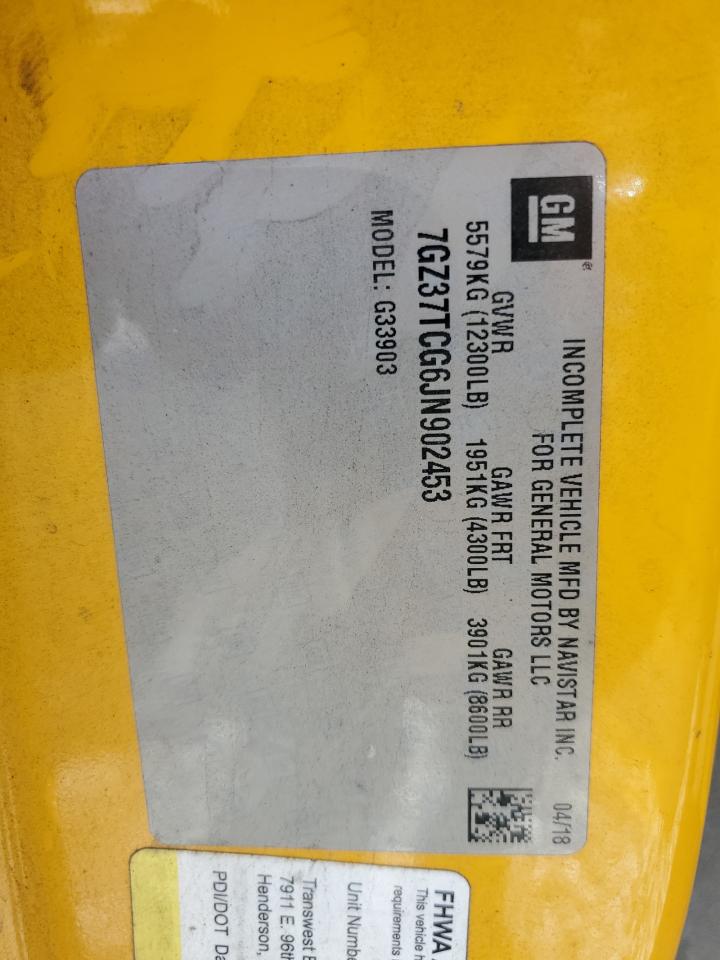 GM
INCOMPLETE VEHICLE MFD BY NAVISTAR INC. 04/18
FOR GENERAL MOTORS LLC
GVWR GAWR FRT GAWR RR
5579KG (12300LB) 1951KG (4300LB) 3901KG (8600LB)
7GZ37TCG6JN902453
MODEL: G33903
FHWA
This vehicle h
requirements
Unit Numbe
Transwest
7911 E. 96th
Henderson,
PDI/DOT Da